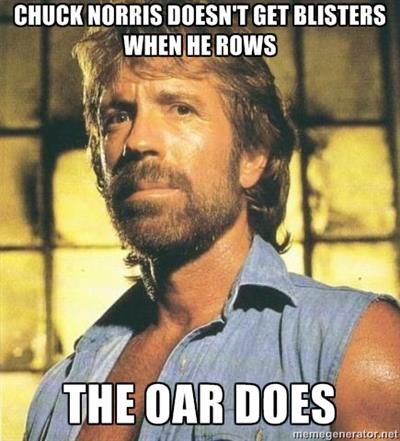 CHUCK NORRIS DOESN'T GET BLISTERS
WHEN HE ROWS
THE OAR DOES
memegenerator.net